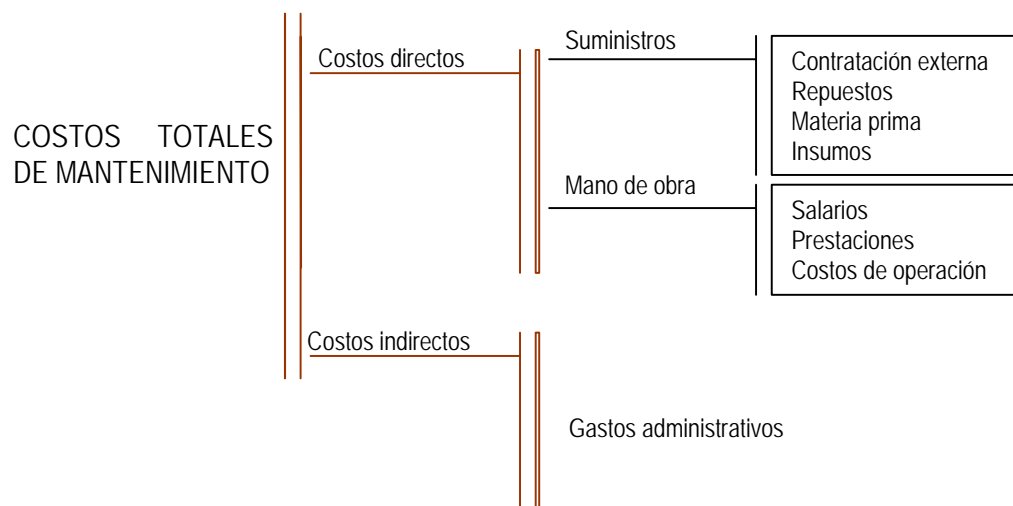 COSTOS TOTALES
DE MANTENIMIENTO
Costos directos
Suministros
Contratación externa
Repuestos
Materia prima
Insumos
Mano de obra
Salarios
Prestaciones
Costos de operación
Costos indirectos
Gastos administrativos